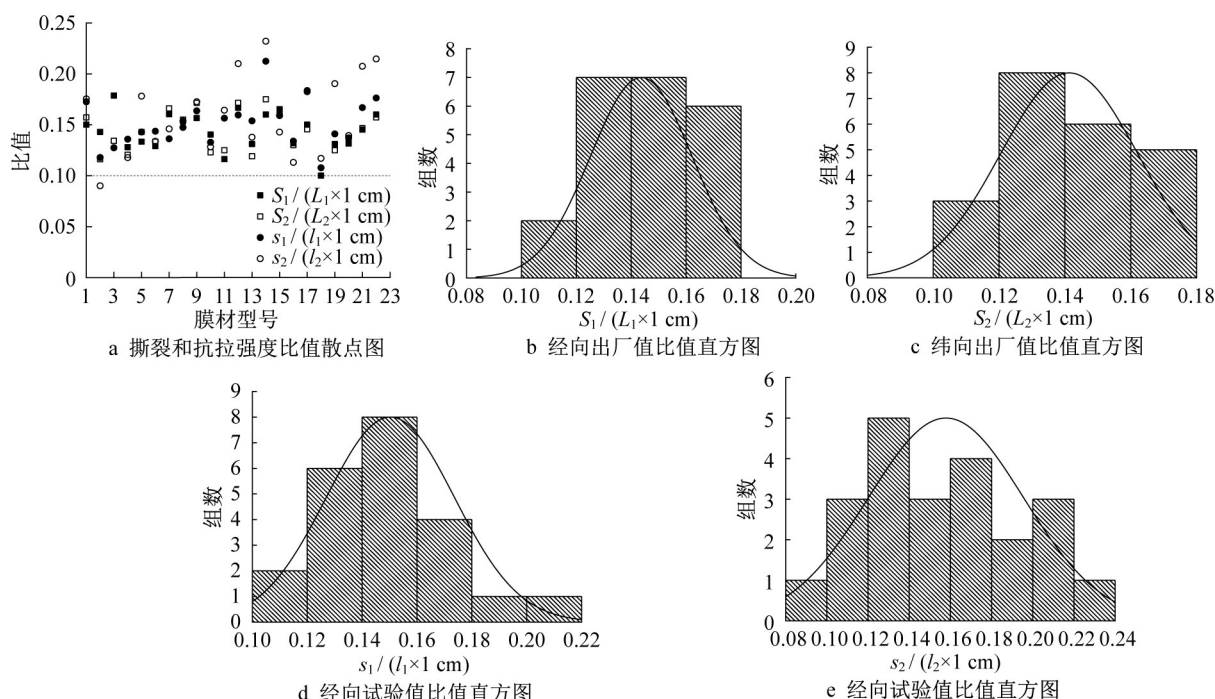 0.25
0.20
0.15
0.10
0.05
0
比值
1 3 5 7 9 11 13 15 17 19 21 23
膜材型号
S₁ / (L₁×1 cm)
S₂ / (L₂×1 cm)
s₁ / (l₁×1 cm)
s₂ / (l₂×1 cm)
a 撕裂和抗拉强度比值散点图
8
7
6
5
4
3
2
1
0
组数
0.08 0.10 0.12 0.14 0.16 0.18 0.20
S₁ / (L₁×1 cm)
b 经向出厂值比值直方图
9
8
7
6
5
4
3
2
1
0
组数
0.08 0.10 0.12 0.14 0.16 0.18
S₂ / (L₂×1 cm)
c 纬向出厂值比值直方图
9
8
7
6
5
4
3
2
1
0
组数
0.10 0.12 0.14 0.16 0.18 0.20 0.22
s₁ / (l₁×1 cm)
d 经向试验值比值直方图
6
5
4
3
2
1
0
组数
0.08 0.10 0.12 0.14 0.16 0.18 0.20 0.22 0.24
s₂ / (l₂×1 cm)
e 经向试验值比值直方图